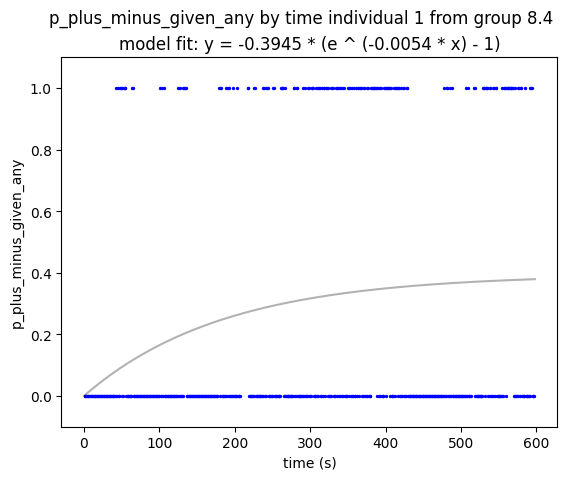 p_plus_minus_given_any by time individual 1 from group 8.4
model fit: y = -0.3945 * (e ^ (-0.0054 * x) - 1)
1.0
0.8
0.6
0.4
0.2
0.0
p_plus_minus_given_any
0 100 200 300 400 500 600
time (s)